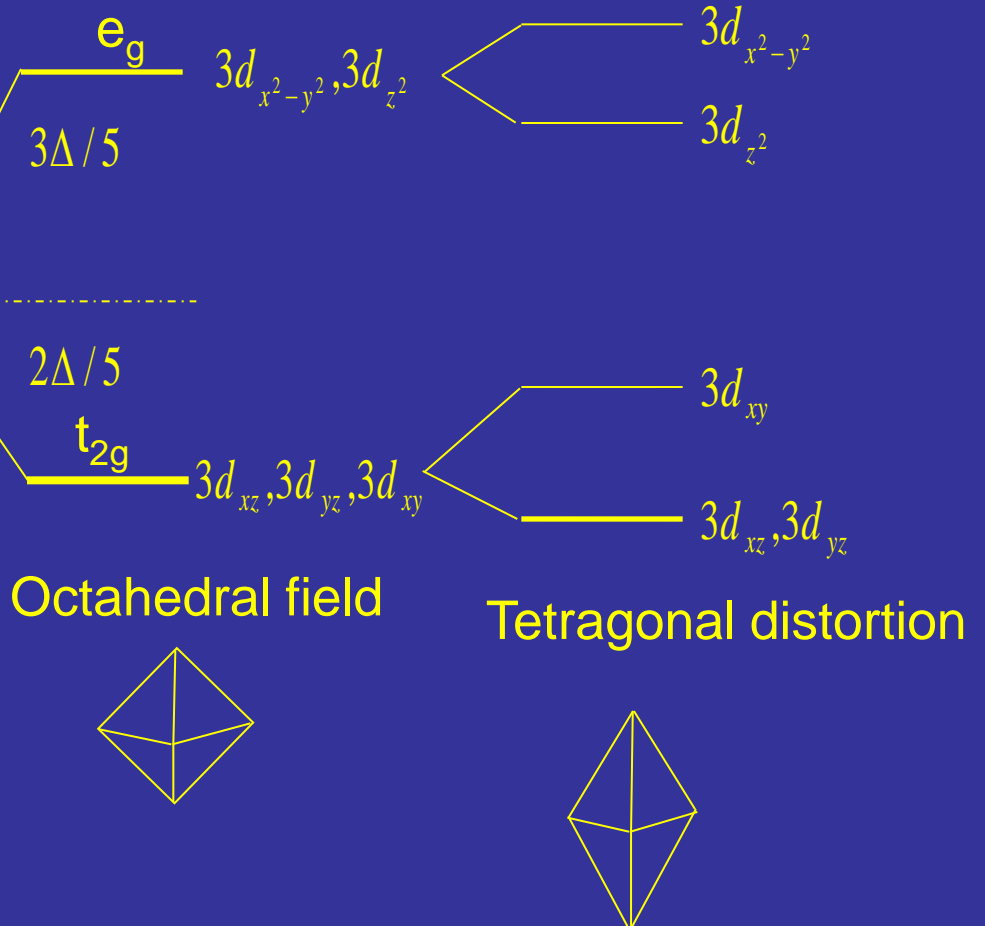 e_g
3d_{x²−y²},3d_{z²}
3d_{x²−y²}
3d_{z²}
3Δ/5
2Δ/5
t_{2g}
3d_{xz},3d_{yz},3d_{xy}
3d_{xy}
3d_{xz},3d_{yz}
Octahedral field
Tetragonal distortion